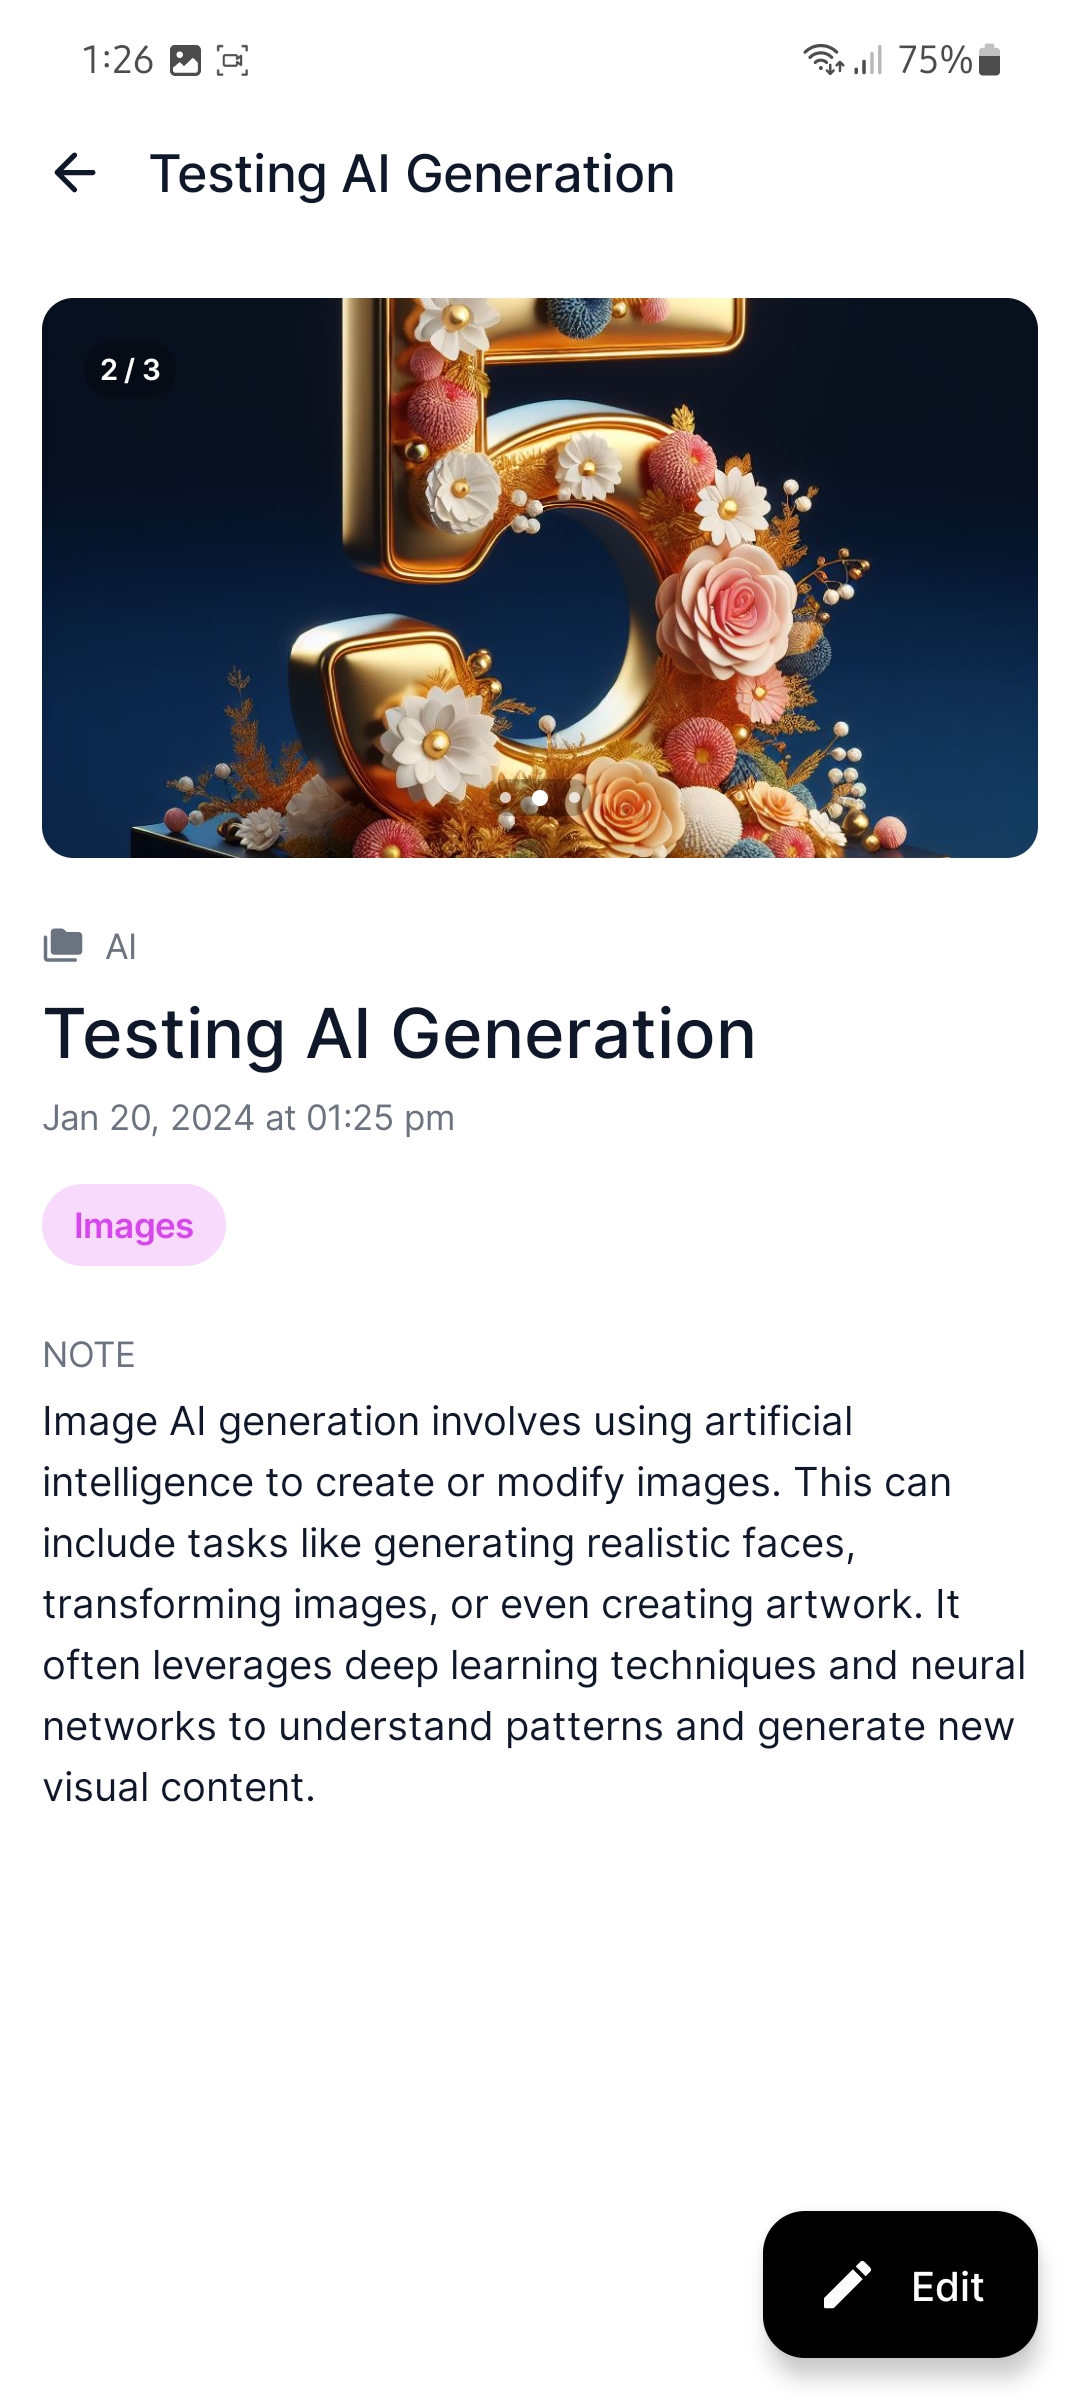 1:26
75%
Testing AI Generation
2 / 3
5
AI
Testing AI Generation
Jan 20, 2024 at 01:25 pm
Images
NOTE
Image AI generation involves using artificial
intelligence to create or modify images. This can
include tasks like generating realistic faces,
transforming images, or even creating artwork. It
often leverages deep learning techniques and neural
networks to understand patterns and generate new
visual content.
Edit